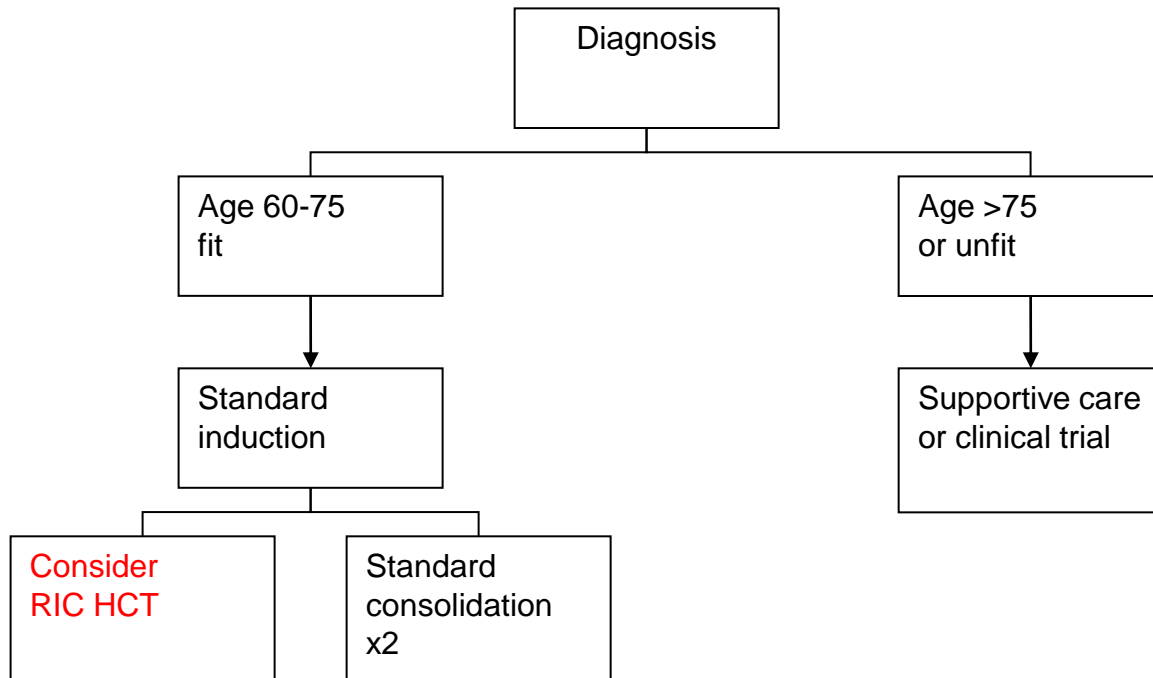 Diagnosis
Age 60-75
fit
Age >75
or unfit
Standard
induction
Supportive care
or clinical trial
Consider
RIC HCT
Standard
consolidation
x2